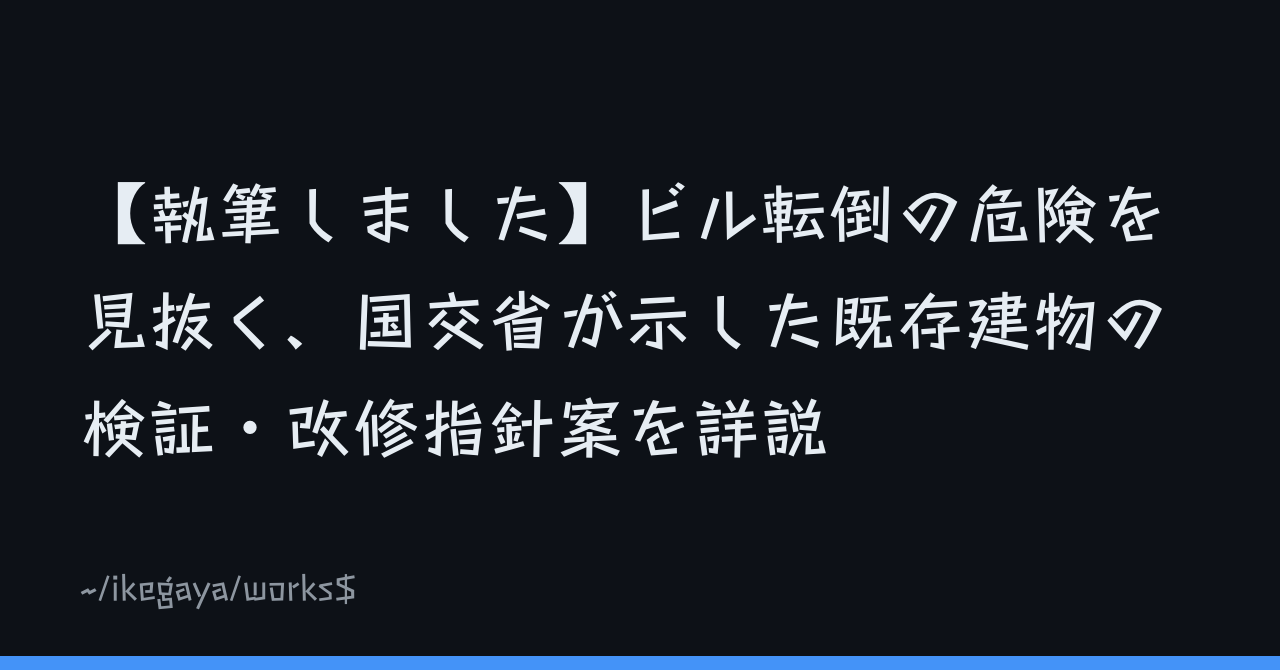 【執筆しました】ビル転倒の危険を
見抜く、国交省が示した既存建物の
検証・改修指針案を詳説
~/ikegaya/works$